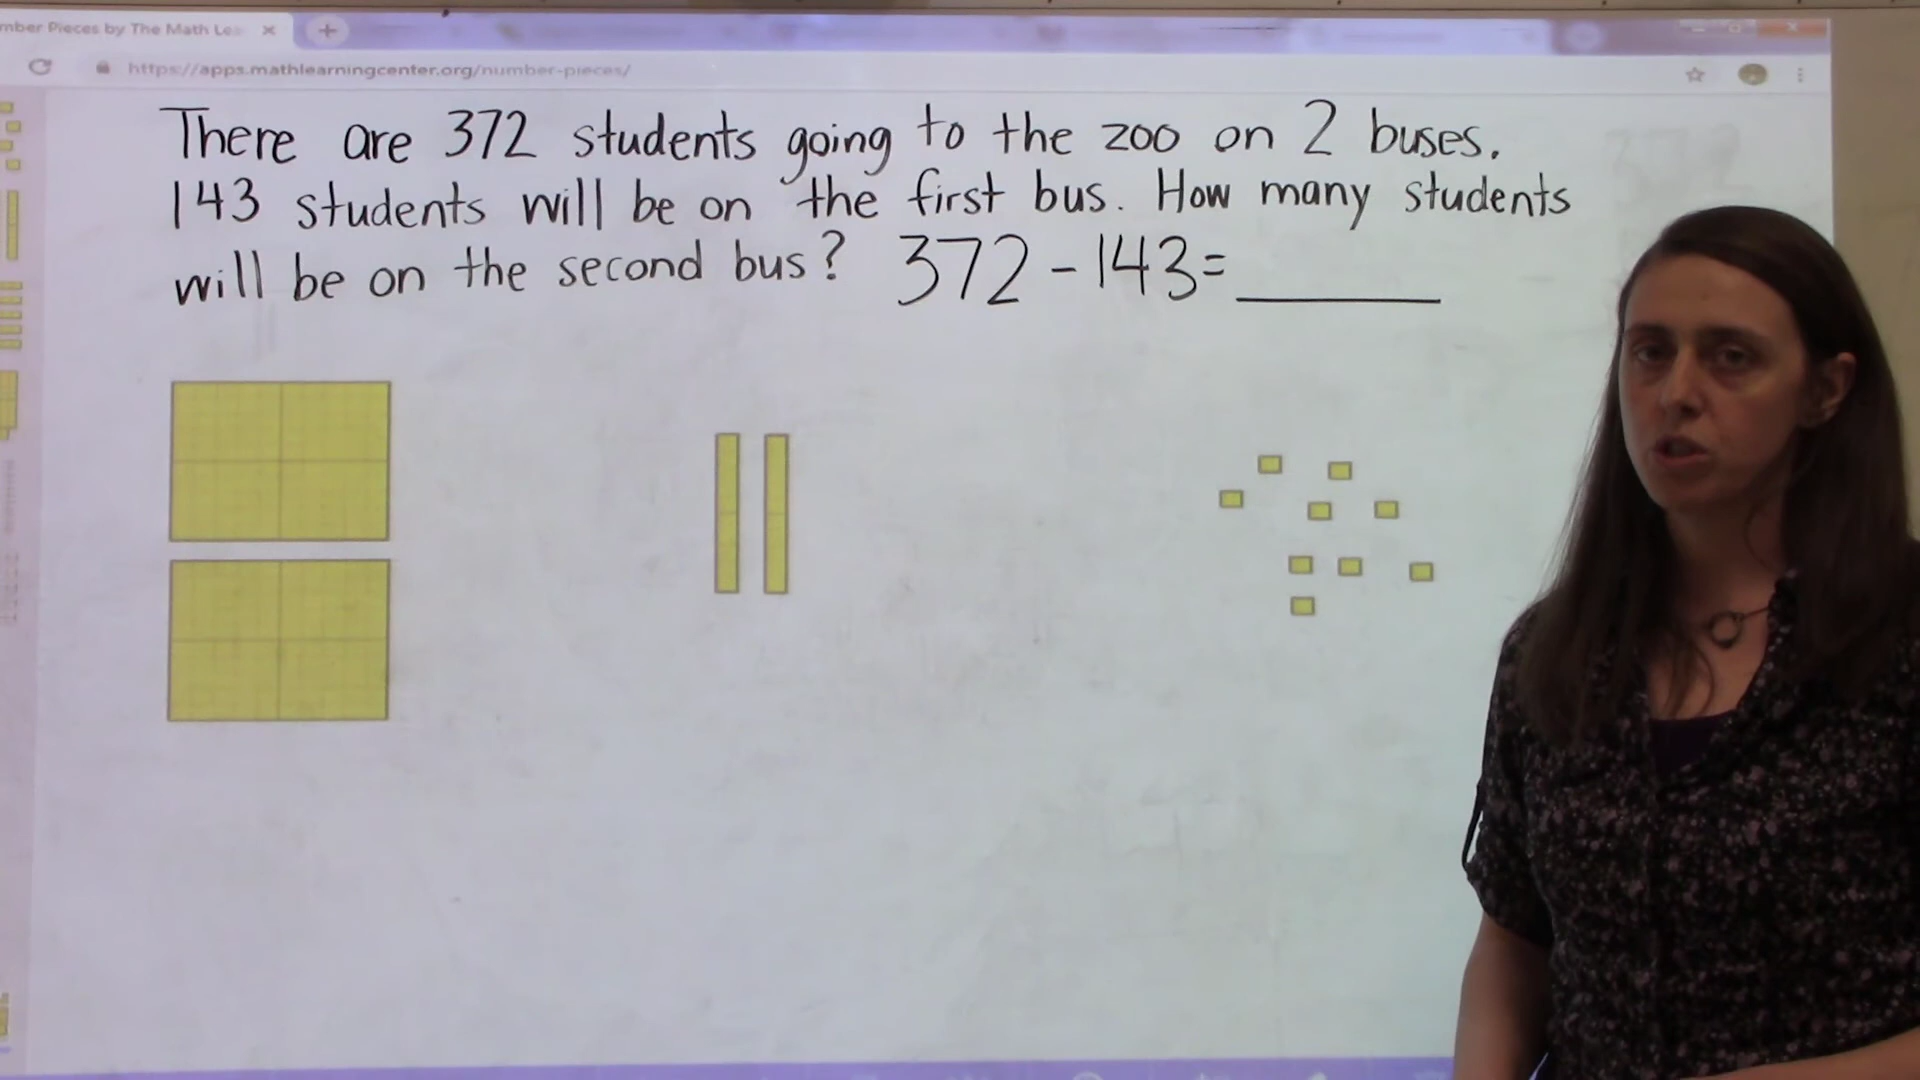 mber Pieces by The Math Lea
https://apps.mathlearningcenter.org/number-pieces/
There are 372 students going to the zoo on 2 buses.
143 students will be on the first bus. How many students
will be on the second bus? 372-143=______